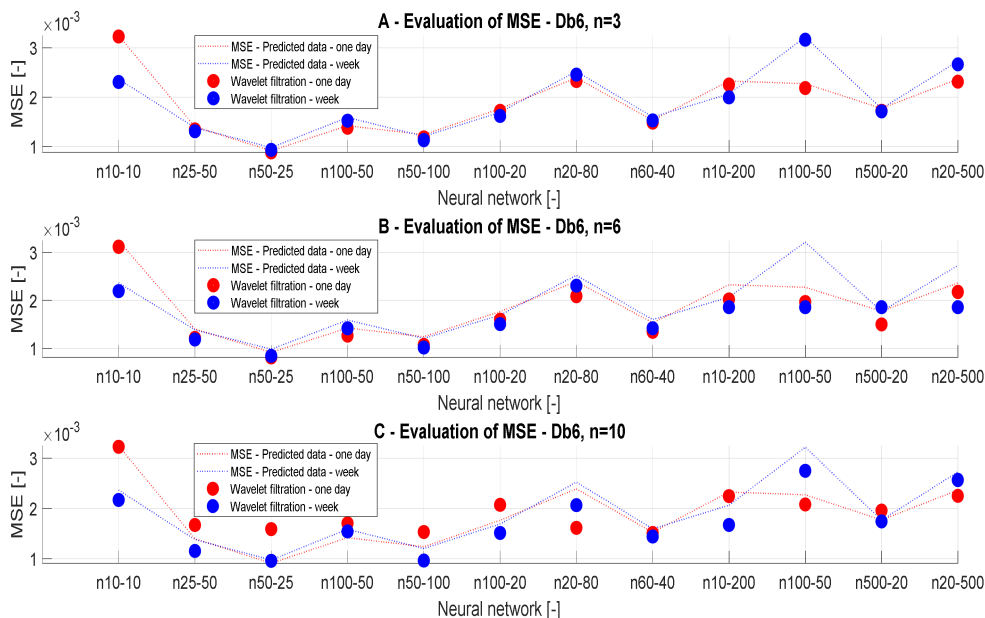 A - Evaluation of MSE - Db6, n=3
×10⁻³
MSE [-]
3
2
1
MSE - Predicted data - one day
MSE - Predicted data - week
Wavelet filtration - one day
Wavelet filtration - week
n10-10 n25-50 n50-25 n100-50 n50-100 n100-20 n20-80 n60-40 n10-200 n100-50 n500-20 n20-500
Neural network [-]
B - Evaluation of MSE - Db6, n=6
×10⁻³
MSE [-]
3
2
1
MSE - Predicted data - one day
MSE - Predicted data - week
Wavelet filtration - one day
Wavelet filtration - week
n10-10 n25-50 n50-25 n100-50 n50-100 n100-20 n20-80 n60-40 n10-200 n100-50 n500-20 n20-500
Neural network [-]
C - Evaluation of MSE - Db6, n=10
×10⁻³
MSE [-]
3
2
1
MSE - Predicted data - one day
MSE - Predicted data - week
Wavelet filtration - one day
Wavelet filtration - week
n10-10 n25-50 n50-25 n100-50 n50-100 n100-20 n20-80 n60-40 n10-200 n100-50 n500-20 n20-500
Neural network [-]